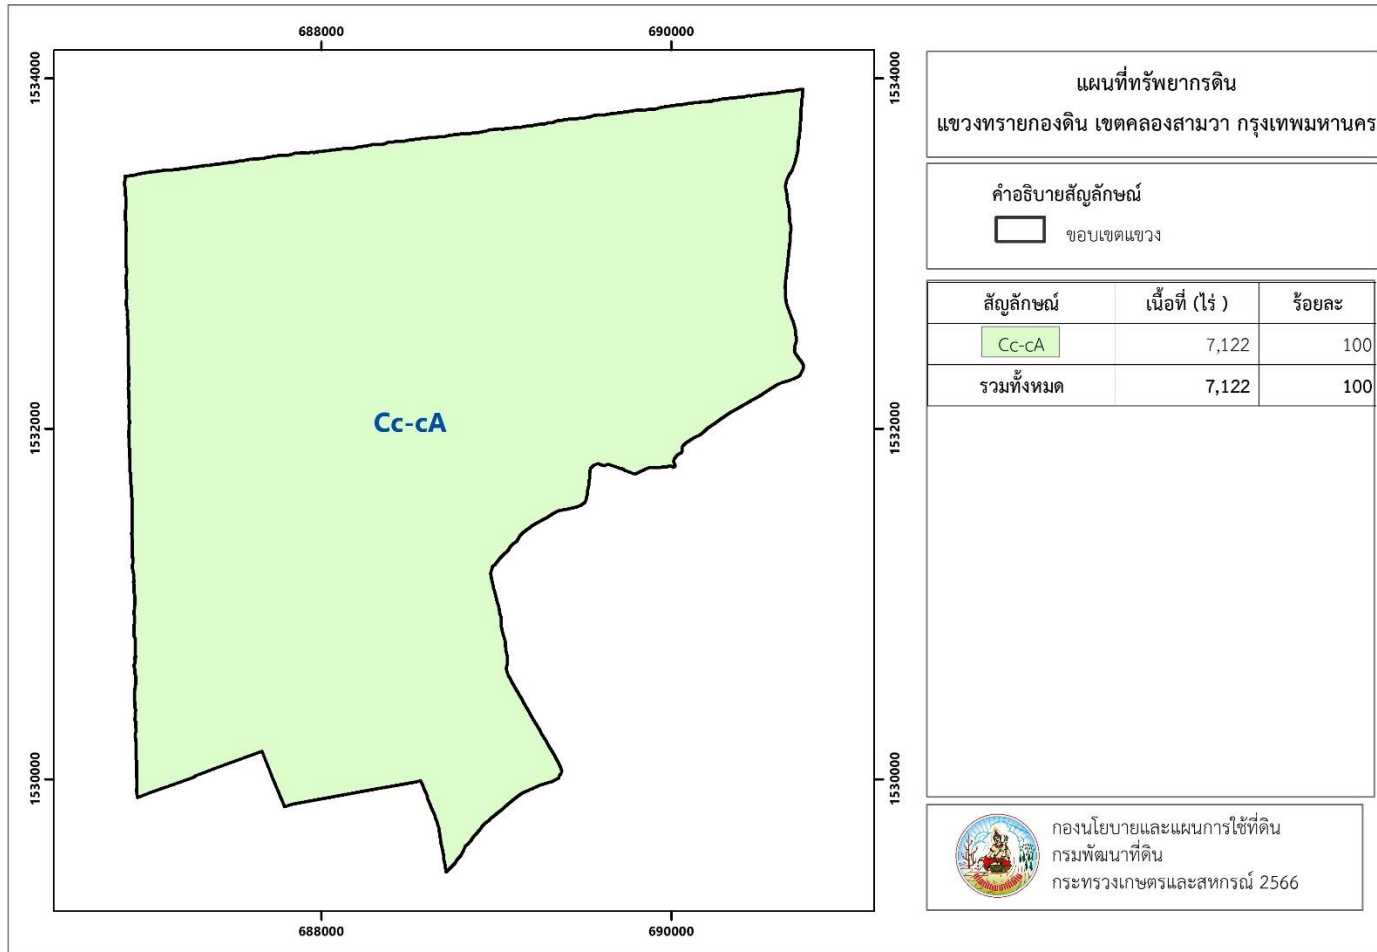 688000
690000
1534000
1534000
แผนที่ทรัพยากรดิน
แขวงทรายกองดิน เขตคลองสามวา กรุงเทพมหานคร
คำอธิบายสัญลักษณ์
ขอบเขตแขวง
สัญลักษณ์ เนื้อที่ (ไร่ ) ร้อยละ
Cc-cA 7,122 100
รวมทั้งหมด 7,122 100
1532000
Cc-cA
1532000
1530000
1530000
688000
690000
กองนโยบายและแผนการใช้ที่ดิน
กรมพัฒนาที่ดิน
กระทรวงเกษตรและสหกรณ์ 2566